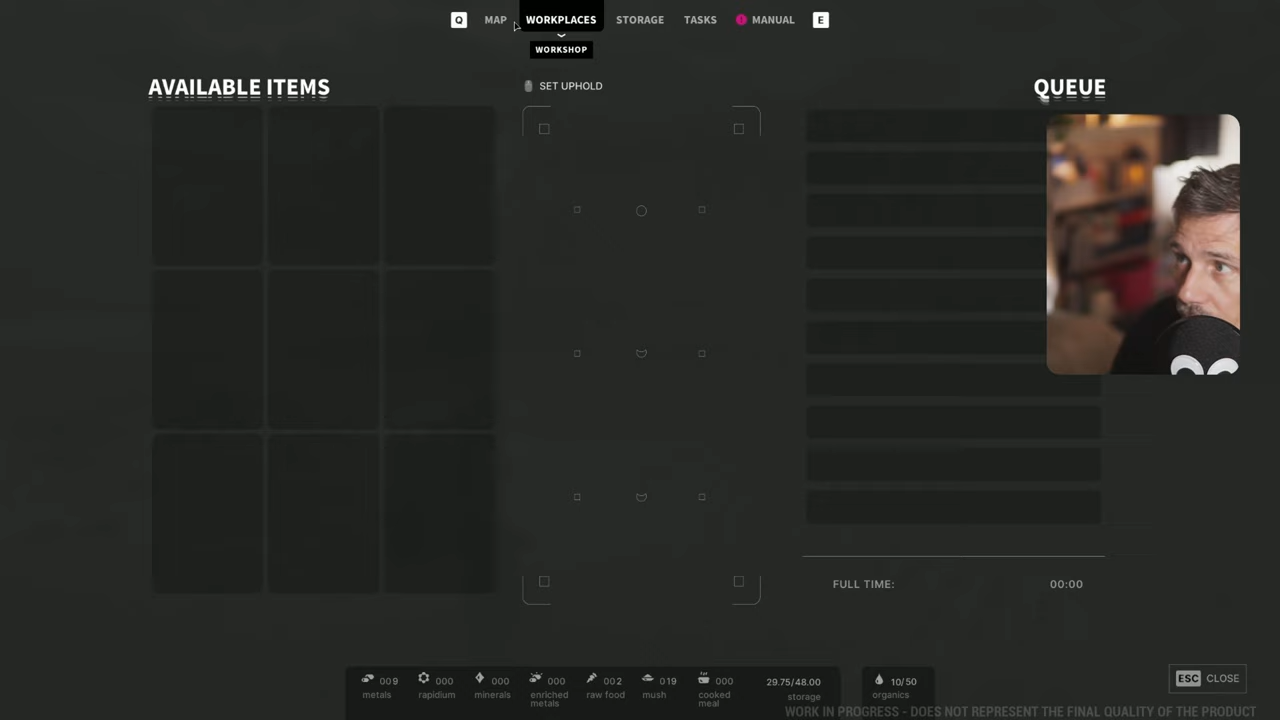 Q MAP WORKPLACES STORAGE TASKS MANUAL E
WORKSHOP
AVAILABLE ITEMS
SET UPHOLD
QUEUE
FULL TIME: 00:00
009 000 000 000 002 019 000 29.75/48.00 10/50
metals rapidium minerals enriched metals raw food mush cooked meal storage organics
ESC CLOSE
WORK IN PROGRESS - DOES NOT REPRESENT THE FINAL QUALITY OF THE PRODUCT